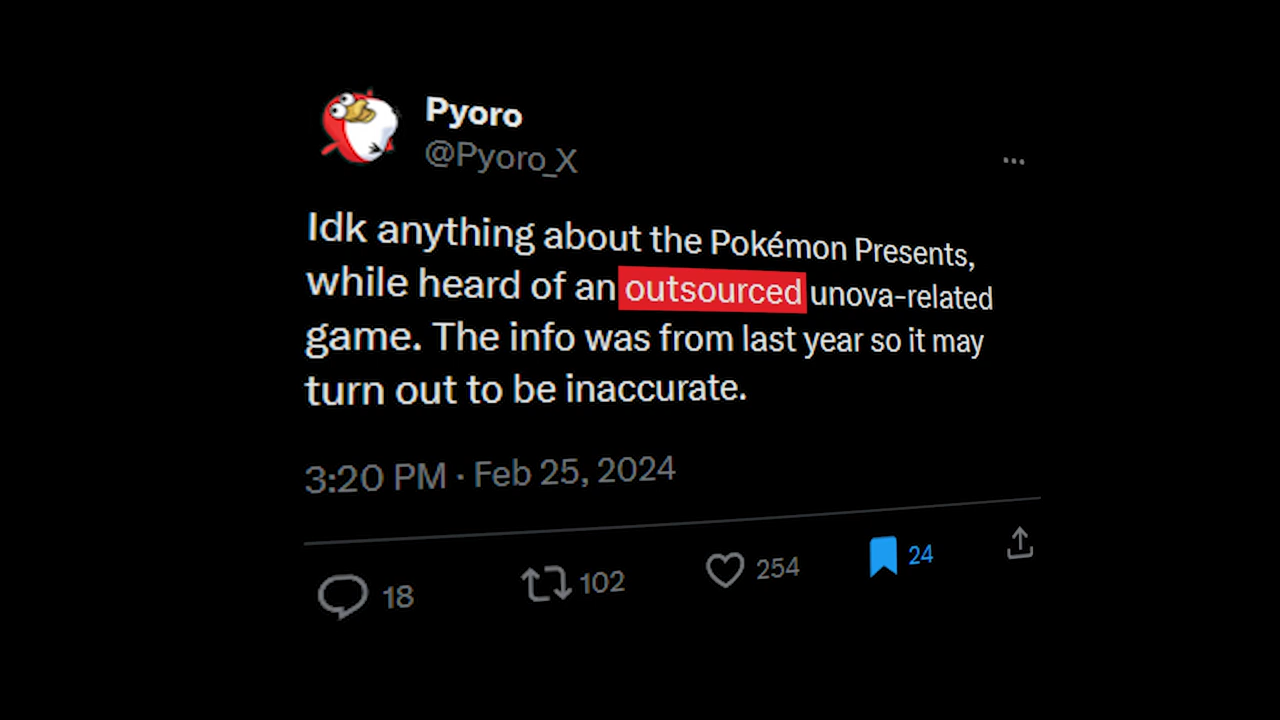 Pyoro
@Pyoro_X
...
Idk anything about the Pokémon Presents,
while heard of an outsourced unova-related
game. The info was from last year so it may
turn out to be inaccurate.
3:20 PM · Feb 25, 2024
18 102 254 24